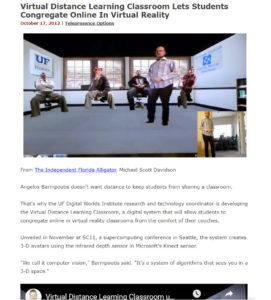 Virtual Distance Learning Classroom Lets Students
Congregate Online In Virtual Reality
October 17, 2012 | Telepresence Options
UF
From The Independent Florida Alligator, Michael Scott Davidson
Angelos Barmpoutis doesn't want distance to keep students from sharing a classroom.
That's why the UF Digital Worlds Institute research and technology coordinator is developing
the Virtual Distance Learning Classroom, a digital system that will allow students to
congregate online in virtual reality classrooms from the comfort of their couches.
Unveiled in November at SC11, a supercomputing conference in Seattle, the system creates
3-D avatars using the infrared depth sensor in Microsoft's Kinect sensor.
"We call it computer vision," Barmpoutis said. "It's a system of algorithms that sees you in a
3-D space."
Virtual Distance Learning Classroom u...